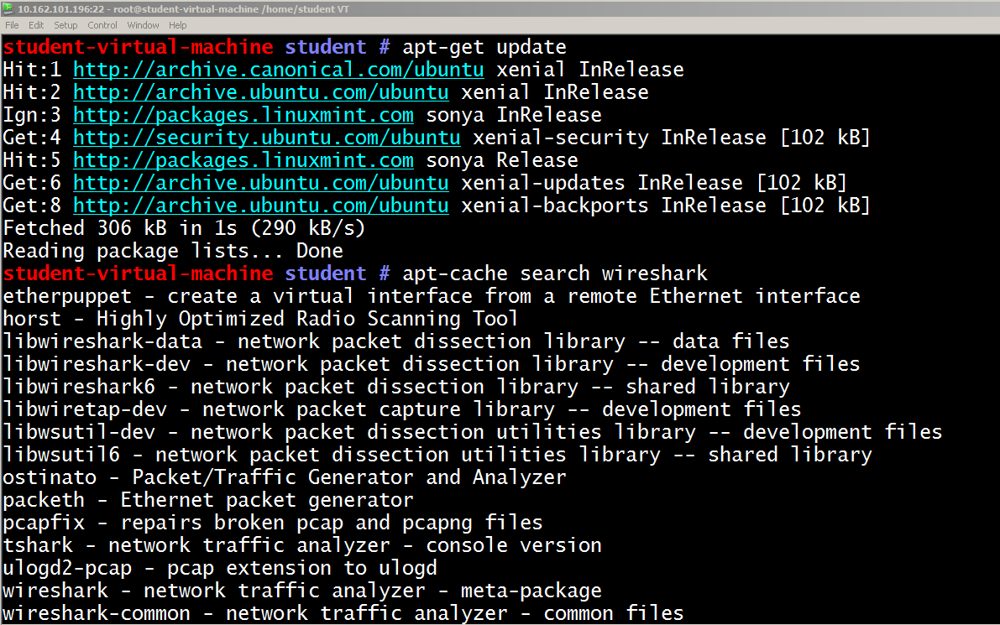 10.162.101.196:22 - root@student-virtual-machine /home/student VT
File Edit Setup Control Window Help
student-virtual-machine student # apt-get update
Hit:1 http://archive.canonical.com/ubuntu xenial InRelease
Hit:2 http://archive.ubuntu.com/ubuntu xenial InRelease
Ign:3 http://packages.linuxmint.com sonya InRelease
Get:4 http://security.ubuntu.com/ubuntu xenial-security InRelease [102 kB]
Hit:5 http://packages.linuxmint.com sonya Release
Get:6 http://archive.ubuntu.com/ubuntu xenial-updates InRelease [102 kB]
Get:8 http://archive.ubuntu.com/ubuntu xenial-backports InRelease [102 kB]
Fetched 306 kB in 1s (290 kB/s)
Reading package lists... Done
student-virtual-machine student # apt-cache search wireshark
etherpuppet - create a virtual interface from a remote Ethernet interface
horst - Highly Optimized Radio Scanning Tool
libwireshark-data - network packet dissection library -- data files
libwireshark-dev - network packet dissection library -- development files
libwireshark6 - network packet dissection library -- shared library
libwiretap-dev - network packet capture library -- development files
libwsutil-dev - network packet dissection utilities library -- development files
libwsutil6 - network packet dissection utilities library -- shared library
ostinato - Packet/Traffic Generator and Analyzer
packeth - Ethernet packet generator
pcapfix - repairs broken pcap and pcapng files
tshark - network traffic analyzer - console version
ulogd2-pcap - pcap extension to ulogd
wireshark - network traffic analyzer - meta-package
wireshark-common - network traffic analyzer - common files